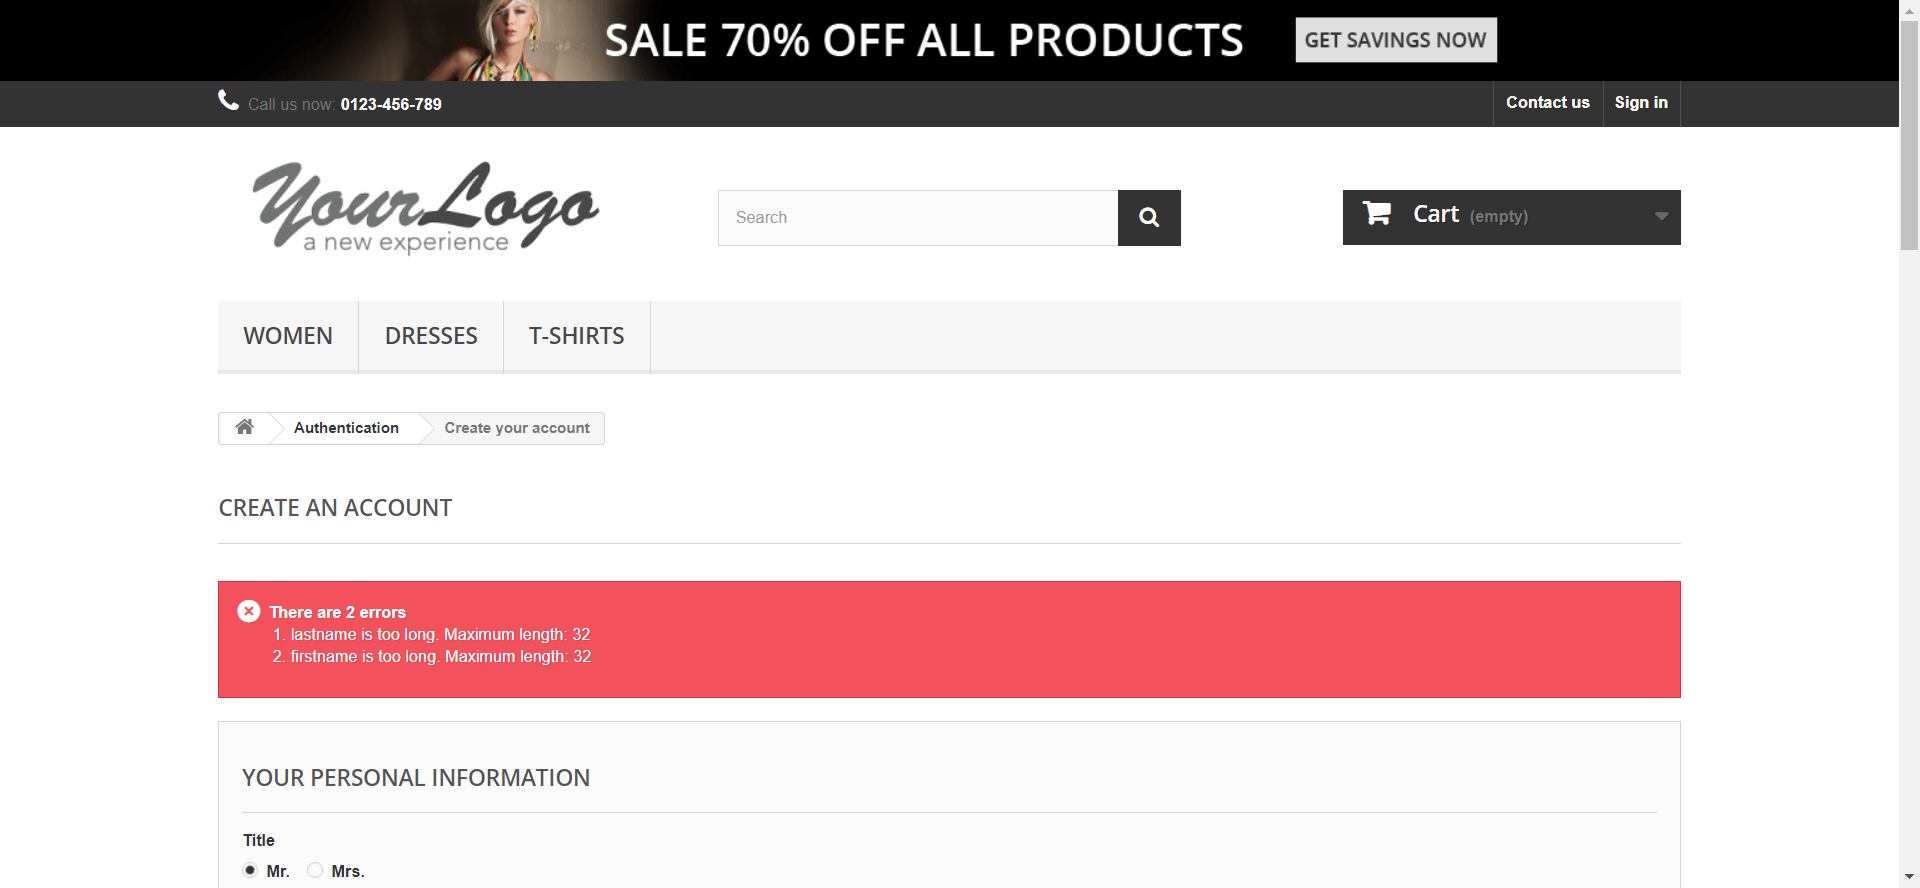 SALE 70% OFF ALL PRODUCTS GET SAVINGS NOW
Call us now: 0123-456-789 Contact us Sign in
YourLogo
a new experience
Search
Cart (empty)
WOMEN DRESSES T-SHIRTS
Authentication Create your account
CREATE AN ACCOUNT
There are 2 errors
1. lastname is too long. Maximum length: 32
2. firstname is too long. Maximum length: 32
YOUR PERSONAL INFORMATION
Title
Mr. Mrs.